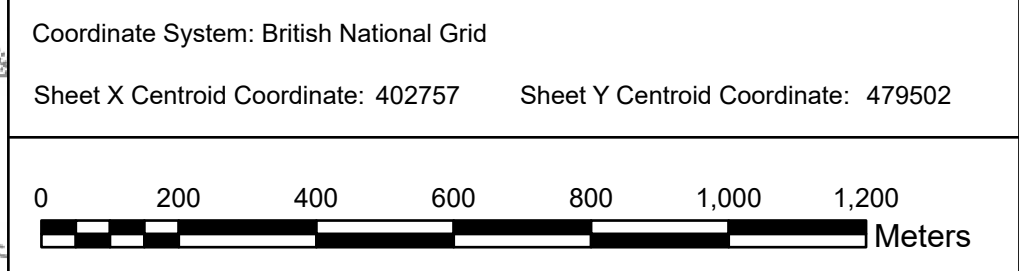 Coordinate System: British National Grid
Sheet X Centroid Coordinate: 402757 Sheet Y Centroid Coordinate: 479502
0 200 400 600 800 1,000 1,200
Meters